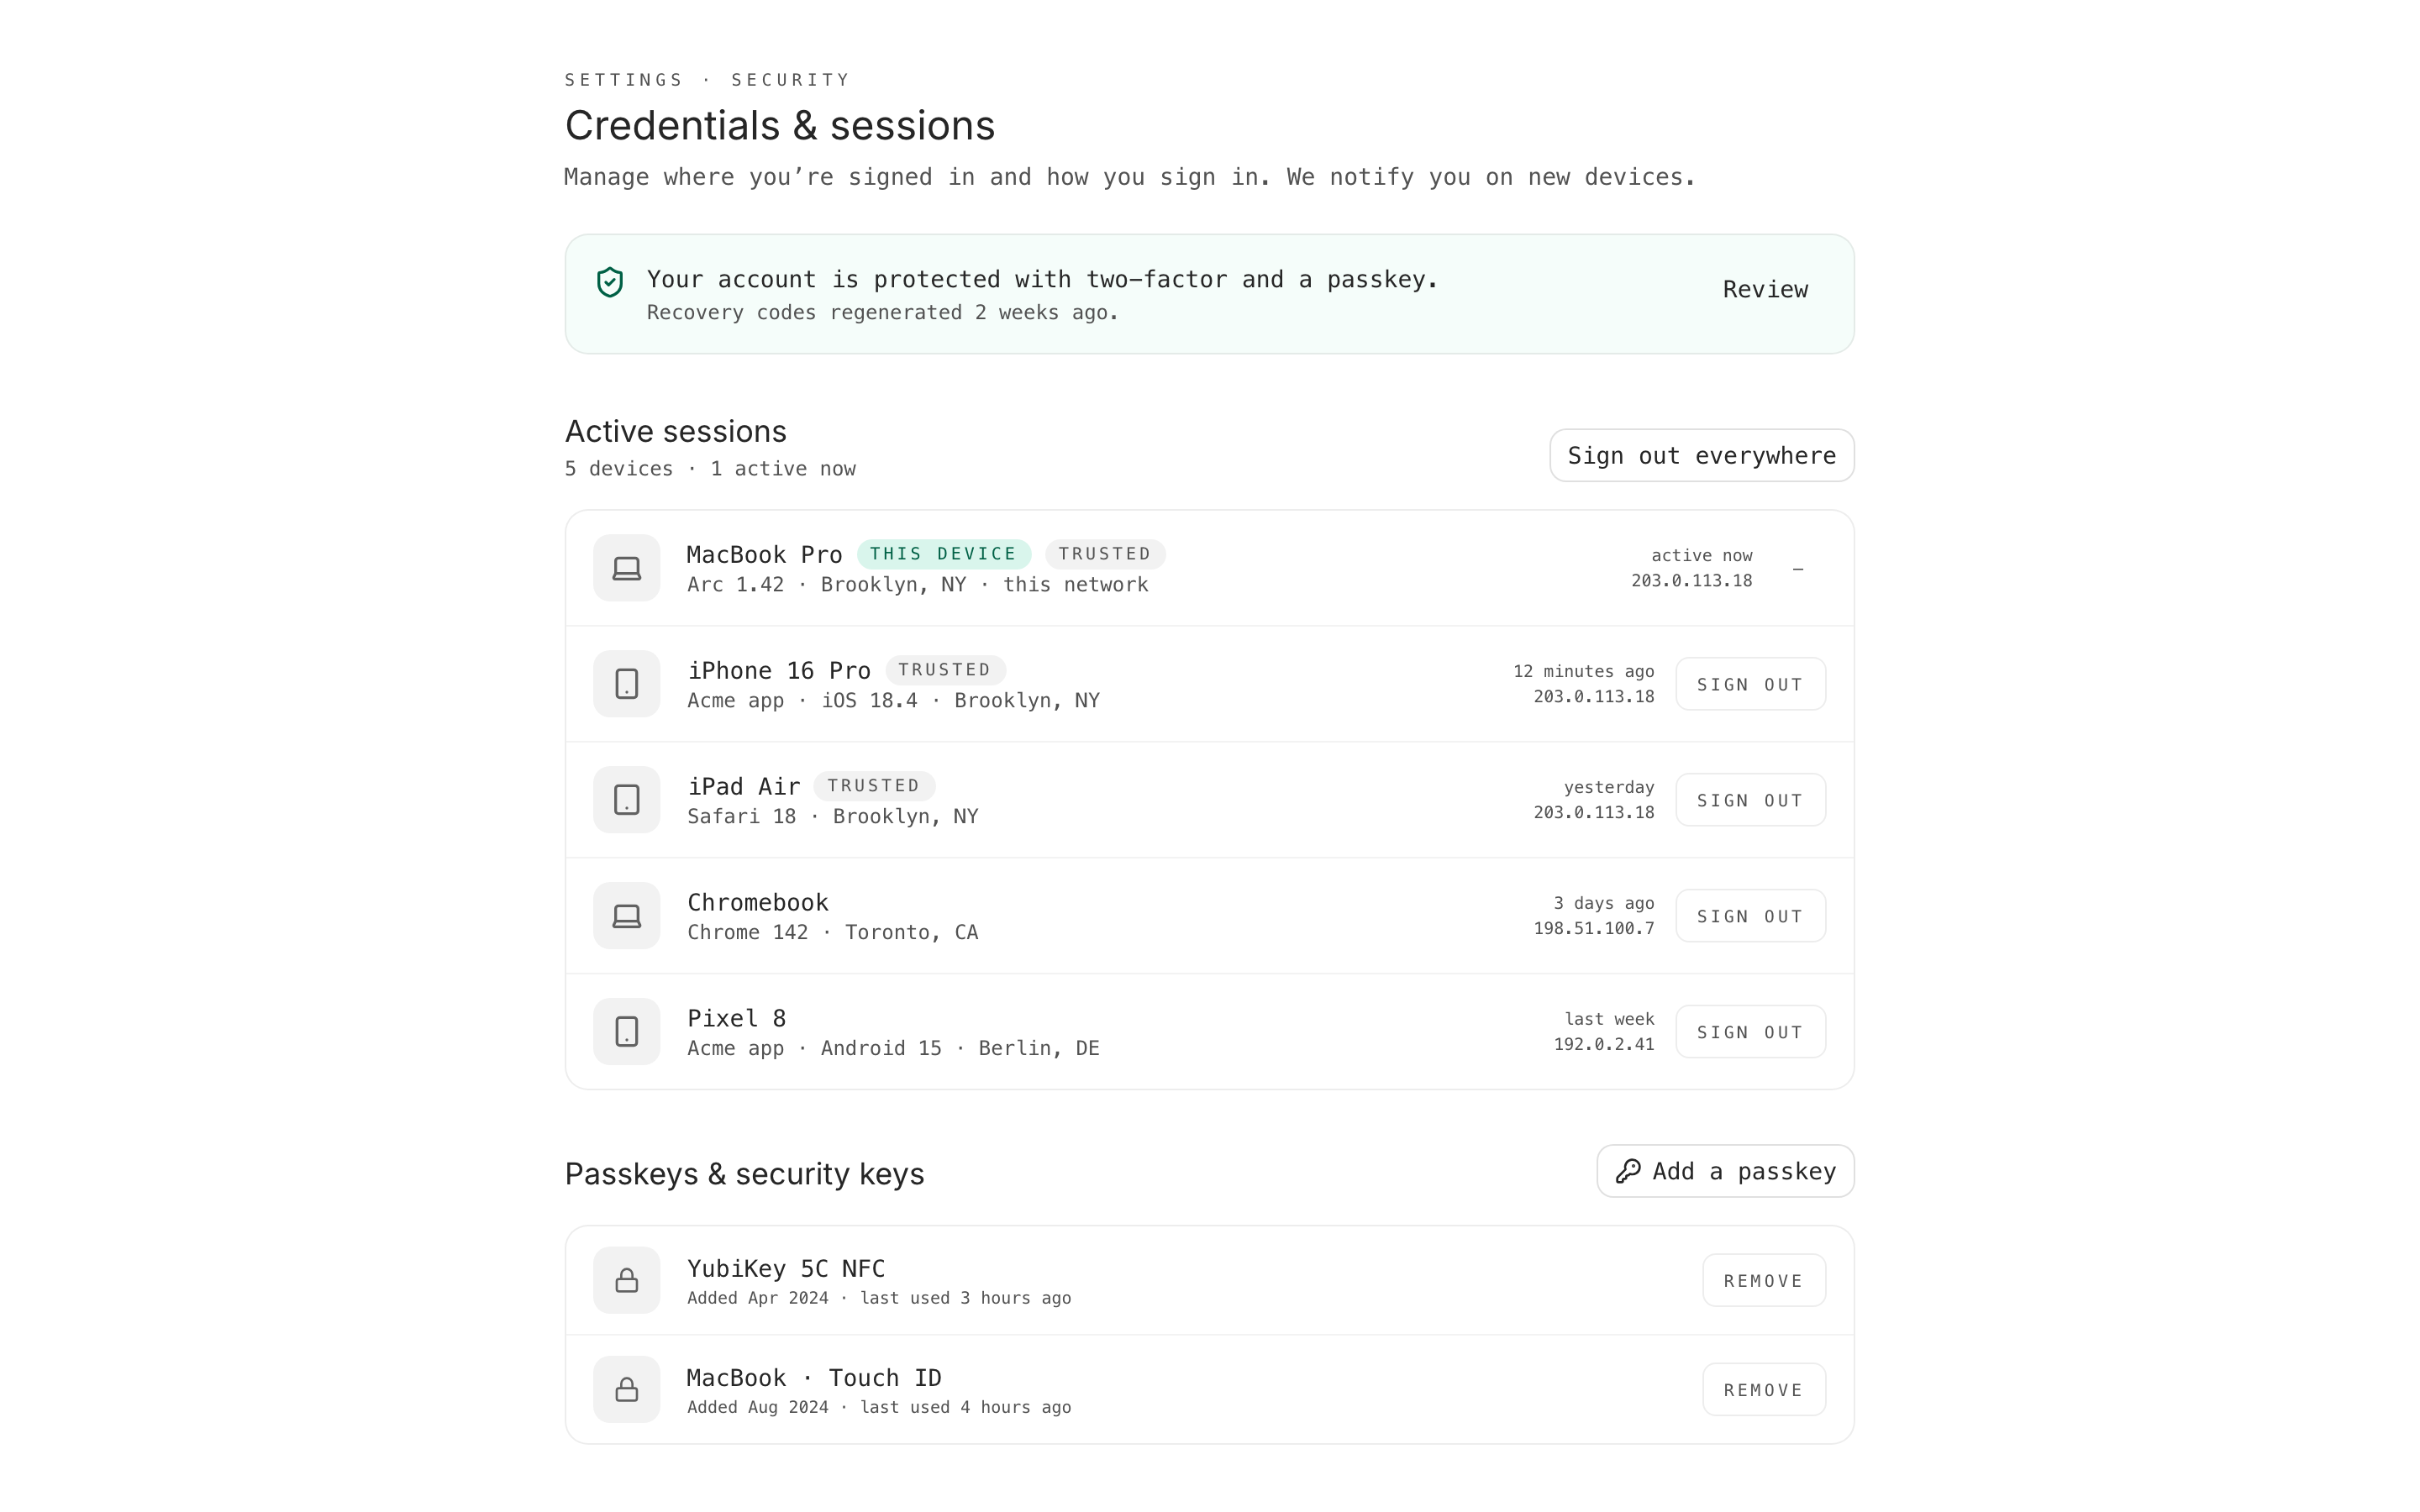 SETTINGS · SECURITY
Credentials & sessions
Manage where you’re signed in and how you sign in. We notify you on new devices.
Your account is protected with two–factor and a passkey.
Recovery codes regenerated 2 weeks ago.
Review
Active sessions
5 devices · 1 active now
Sign out everywhere
MacBook Pro THIS DEVICE TRUSTED
Arc 1.42 · Brooklyn, NY · this network
active now
203.0.113.18
–
iPhone 16 Pro TRUSTED
Acme app · iOS 18.4 · Brooklyn, NY
12 minutes ago
203.0.113.18
SIGN OUT
iPad Air TRUSTED
Safari 18 · Brooklyn, NY
yesterday
203.0.113.18
SIGN OUT
Chromebook
Chrome 142 · Toronto, CA
3 days ago
198.51.100.7
SIGN OUT
Pixel 8
Acme app · Android 15 · Berlin, DE
last week
192.0.2.41
SIGN OUT
Passkeys & security keys
Add a passkey
YubiKey 5C NFC
Added Apr 2024 · last used 3 hours ago
REMOVE
MacBook · Touch ID
Added Aug 2024 · last used 4 hours ago
REMOVE